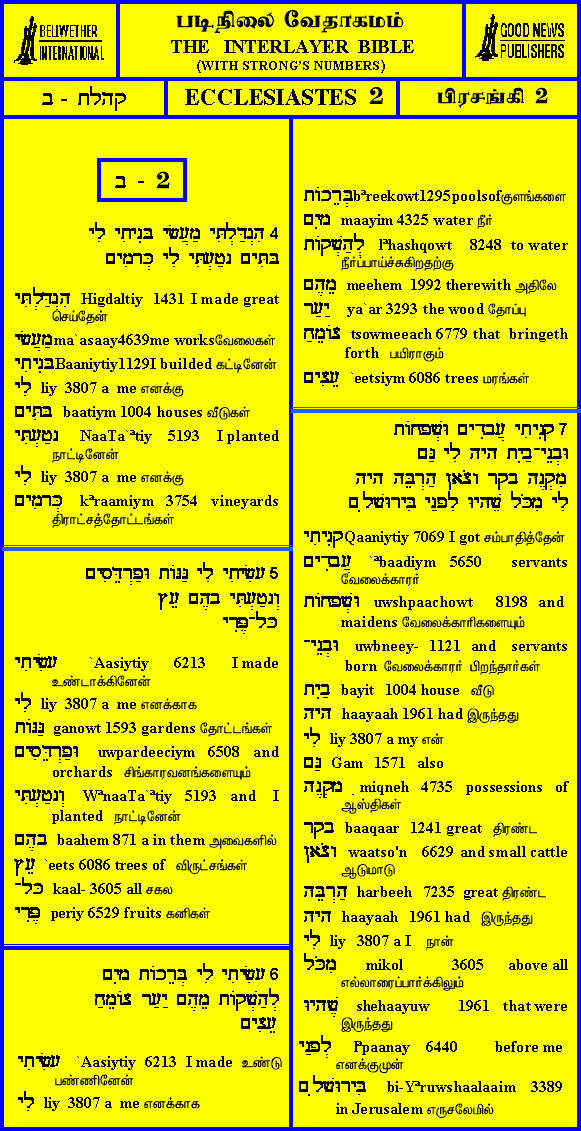 BELLWETHER
INTERNATIONAL
படிநிலை வேதாகமம்
THE INTERLAYER BIBLE
(WITH STRONG'S NUMBERS)
GOOD NEWS
PUBLISHERS
קהלת - ב
ECCLESIASTES 2
பிரசங்கி 2
ב - 2
4 הִגְדַּלְתִּי מַעֲשָׂי בָּנִיתִי לִי
בָּתִּים נָטַעְתִּי לִי כְּרָמִים
הִגְדַּלְתִּי Higdaltiy 1431 I made great
செய்தேன்
מַעֲשָׂי ma`asaay4639me worksவேலைகள்
בָּנִיתִי Baaniytiy1129I builded கட்டினேன்
לִי liy 3807 a me எனக்கு
בָּתִּים baatiym 1004 houses வீடுகள்
נָטַעְתִּי NaaTa`tiy 5193 I planted
நாட்டினேன்
לִי liy 3807 a me எனக்கு
כְּרָמִים kªraamiym 3754 vineyards
திராட்சத்தோட்டங்கள்
5 עָשִׂיתִי לִי גַּנּוֹת וּפַרְדֵּסִים
וְנָטַעְתִּי בָהֶם עֵץ
כָּל־פֶּרִי
עָשִׂיתִי `Aasiytiy 6213 I made
உண்டாக்கினேன்
לִי liy 3807 a me எனக்காக
גַּנּוֹת ganowt 1593 gardens தோட்டங்கள்
וּפַרְדֵּסִים uwpardeeciym 6508 and
orchards சிங்காரவனங்களையும்
וְנָטַעְתִּי WªnaaTa`ªtiy 5193 and I
planted நாட்டினேன்
בָהֶם baahem 871 a in them அவைகளில்
עֵץ `eets 6086 trees of விருட்சங்கள்
כָּל־ kaal- 3605 all சகல
פֶּרִי periy 6529 fruits கனிகள்
6 עָשִׂיתִי לִי בְּרֵכוֹת מָיִם
לְהַשְׁקוֹת מֵהֶם יַעַר צוֹמֵחַ
עֵצִים
עָשִׂיתִי `Aasiytiy 6213 I made உண்டு
பண்ணினேன்
לִי liy 3807 a me எனக்காக
בְּרֵכוֹת bªreekowt1295poolsofகுளங்களை
מָיִם maayim 4325 water நீர்
לְהַשְׁקוֹת lªhashqowt 8248 to water
நீர்ப்பாய்ச்சுகிறதற்கு
מֵהֶם meehem 1992 therewith அதிலே
יַעַר ya`ar 3293 the wood தோப்பு
צוֹמֵחַ tsowmeeach 6779 that bringeth
forth பயிராகும்
עֵצִים `eetsiym 6086 trees மரங்கள்
7 קָנִיתִי עֲבָדִים וּשְׁפָחוֹת
וּבְנֵי־בַיִת הָיָה לִי גַּם
מִקְנֶה בָקָר וָצֹאן הַרְבֵּה הָיָה
לִי מִכֹּל שֶׁהָיוּ לְפָנַי בִּירוּשָׁלִָם
קָנִיתִי Qaaniytiy 7069 I got சம்பாதித்தேன்
עֲבָדִים `ªbaadiym 5650 servants
வேலைக்காரர்
וּשְׁפָחוֹת uwshpaachowt 8198 and
maidens வேலைக்காரிகளையும்
וּבְנֵי־ uwbneey- 1121 and servants
born வேலைக்காரர் பிறந்தார்கள்
בַיִת bayit 1004 house வீடு
הָיָה haayaah 1961 had இருந்தது
לִי liy 3807 a my என்
גַּם Gam 1571 also
מִקְנֶה miqneh 4735 possessions of
ஆஸ்திகள்
בָקָר baaqaar 1241 great திரண்ட
וָצֹאן waatso'n 6629 and small cattle
ஆடுமாடு
הַרְבֵּה harbeeh 7235 great திரண்ட
הָיָה haayaah 1961 had இருந்தது
לִי liy 3807 a I நான்
מִכֹּל mikol 3605 above all
எல்லாரைப்பார்க்கிலும்
שֶׁהָיוּ shehaayuw 1961 that were
இருந்தது
לְפָנַי lªpaanay 6440 before me
எனக்குமுன்
בִּירוּשָׁלִָם bi-Yªruwshaalaaim 3389
in Jerusalem எருசலேமில்